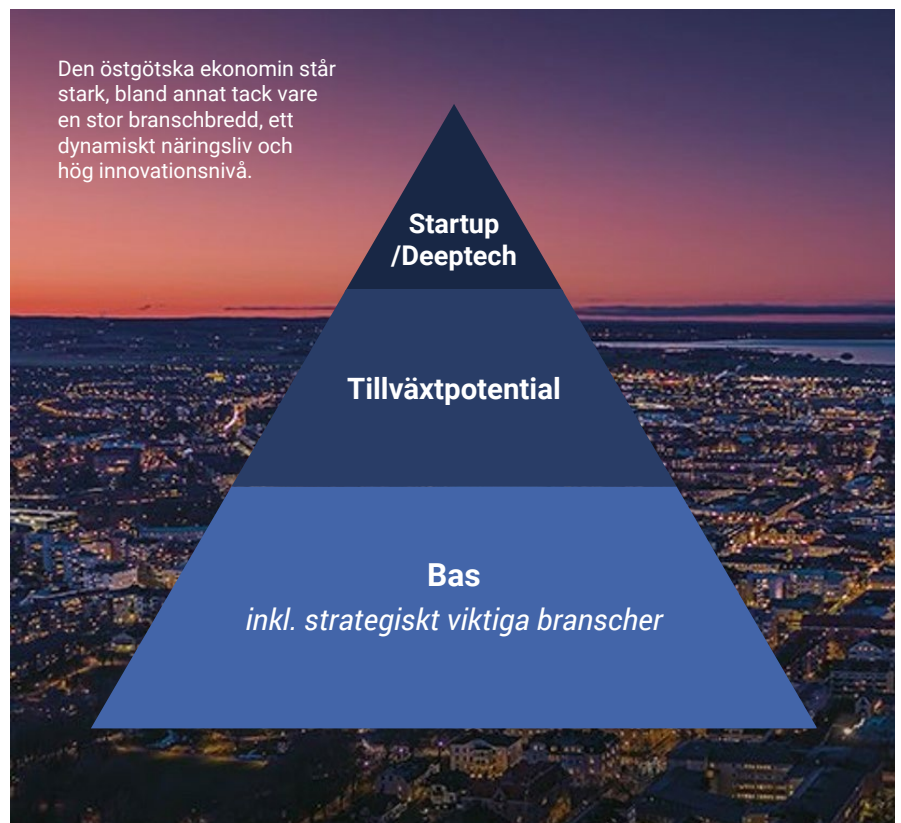 Den östgötska ekonomin står
stark, bland annat tack vare
en stor branschbredd, ett
dynamiskt näringsliv och
hög innovationsnivå.
Startup
/Deeptech
Tillväxtpotential
Bas
inkl. strategiskt viktiga branscher